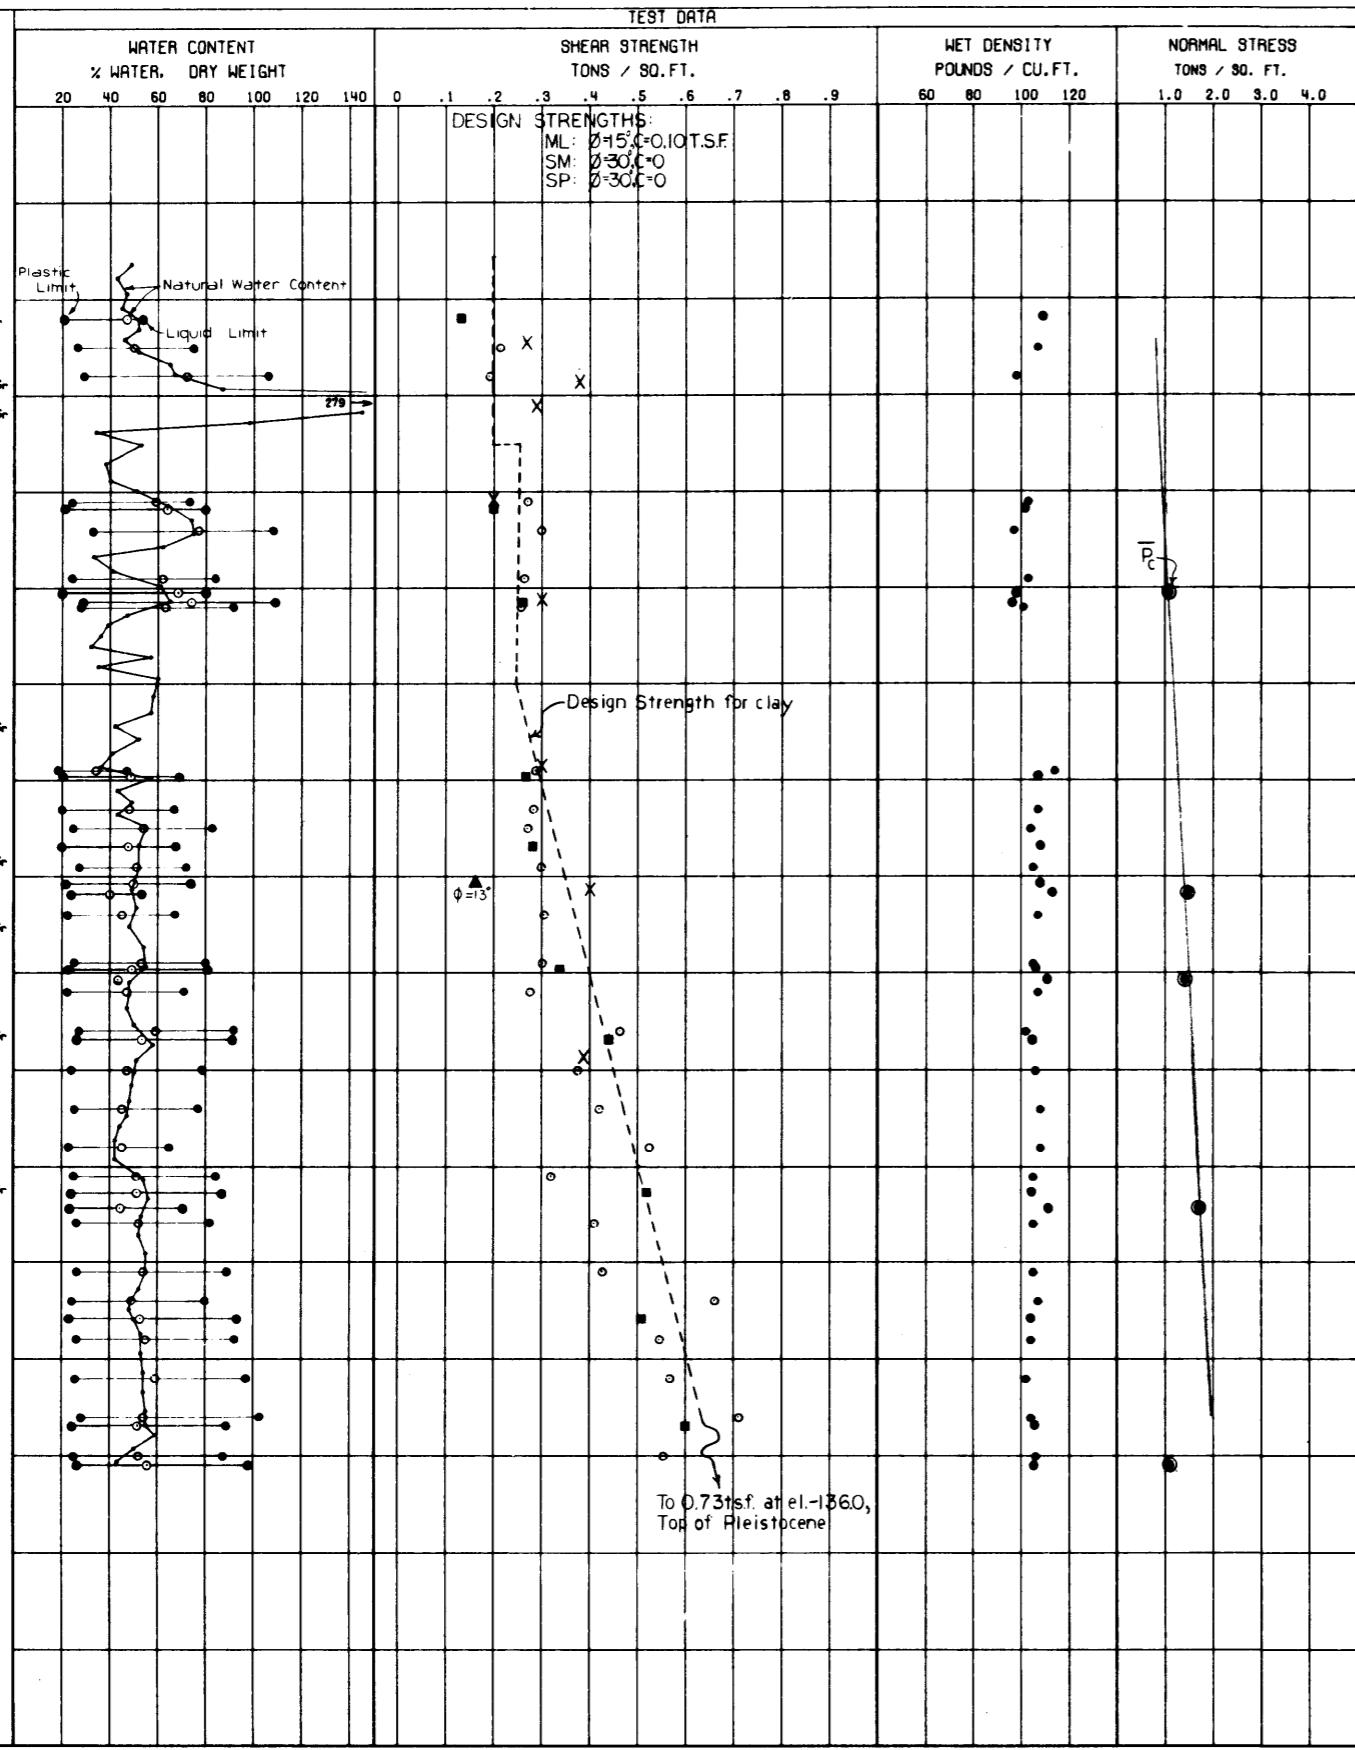 TEST DATA
WATER CONTENT
% WATER, DRY WEIGHT
SHEAR STRENGTH
TONS / SQ.FT.
WET DENSITY
POUNDS / CU.FT.
NORMAL STRESS
TONS / SQ. FT.
20 40 60 80 100 120 140
0 .1 .2 .3 .4 .5 .6 .7 .8 .9
60 80 100 120
1.0 2.0 3.0 4.0
DESIGN STRENGTHS:
ML: Ø=15°,C=0.10 T.S.F.
SM: Ø=30°,C=0
SP: Ø=30°,C=0
Plastic
Limit
Natural Water Content
Liquid Limit
279
P̅c
Design Strength for clay
φ=13°
To 0.73 t.s.f. at el.-136.0,
Top of Pleistocene